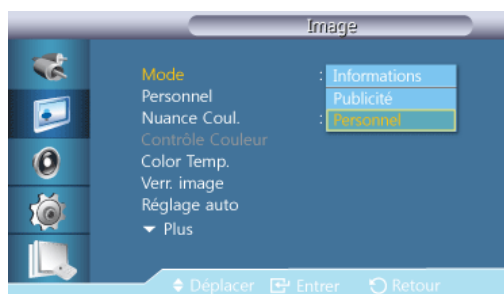 Image
Mode : Informations
Personnel Publicité
Nuance Coul. : Personnel
Contrôle Couleur
Color Temp.
Verr. image
Réglage auto
Plus
Déplacer Entrer Retour